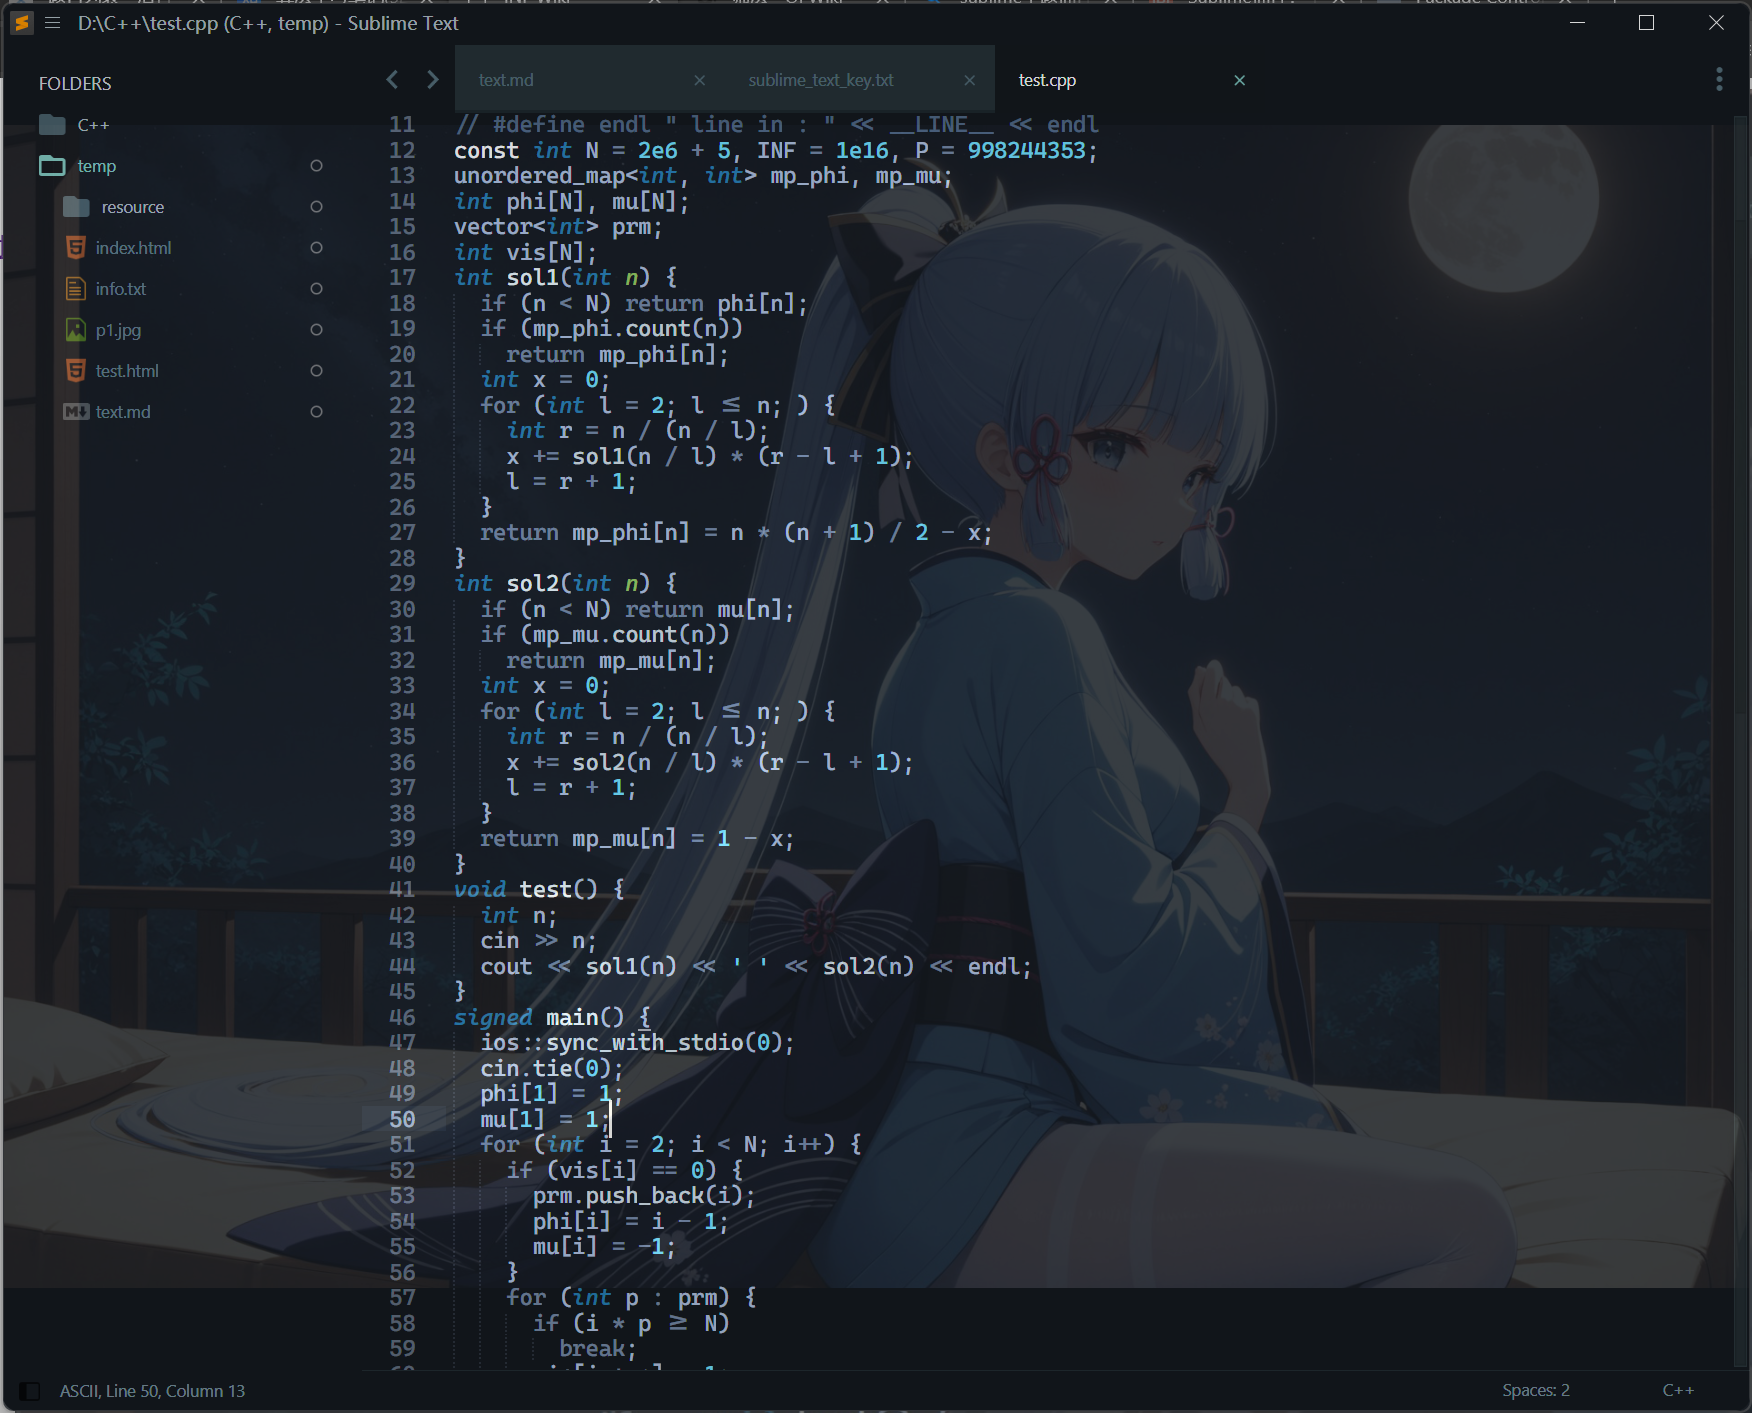 D:\C++\test.cpp (C++, temp) - Sublime Text
FOLDERS
C++
temp
resource
index.html
info.txt
p1.jpg
test.html
text.md
text.md
sublime_text_key.txt
test.cpp
11 // #define endl " line in : " << __LINE__ << endl
12 const int N = 2e6 + 5, INF = 1e16, P = 998244353;
13 unordered_map<int, int> mp_phi, mp_mu;
14 int phi[N], mu[N];
15 vector<int> prm;
16 int vis[N];
17 int sol1(int n) {
18   if (n < N) return phi[n];
19   if (mp_phi.count(n))
20     return mp_phi[n];
21   int x = 0;
22   for (int l = 2; l <= n; ) {
23     int r = n / (n / l);
24     x += sol1(n / l) * (r - l + 1);
25     l = r + 1;
26   }
27   return mp_phi[n] = n * (n + 1) / 2 - x;
28 }
29 int sol2(int n) {
30   if (n < N) return mu[n];
31   if (mp_mu.count(n))
32     return mp_mu[n];
33   int x = 0;
34   for (int l = 2; l <= n; ) {
35     int r = n / (n / l);
36     x += sol2(n / l) * (r - l + 1);
37     l = r + 1;
38   }
39   return mp_mu[n] = 1 - x;
40 }
41 void test() {
42   int n;
43   cin >> n;
44   cout << sol1(n) << ' ' << sol2(n) << endl;
45 }
46 signed main() {
47   ios::sync_with_stdio(0);
48   cin.tie(0);
49   phi[1] = 1;
50   mu[1] = 1;
51   for (int i = 2; i < N; i++) {
52     if (vis[i] == 0) {
53       prm.push_back(i);
54       phi[i] = i - 1;
55       mu[i] = -1;
56     }
57     for (int p : prm) {
58       if (i * p >= N)
59         break;
ASCII, Line 50, Column 13
Spaces: 2
C++